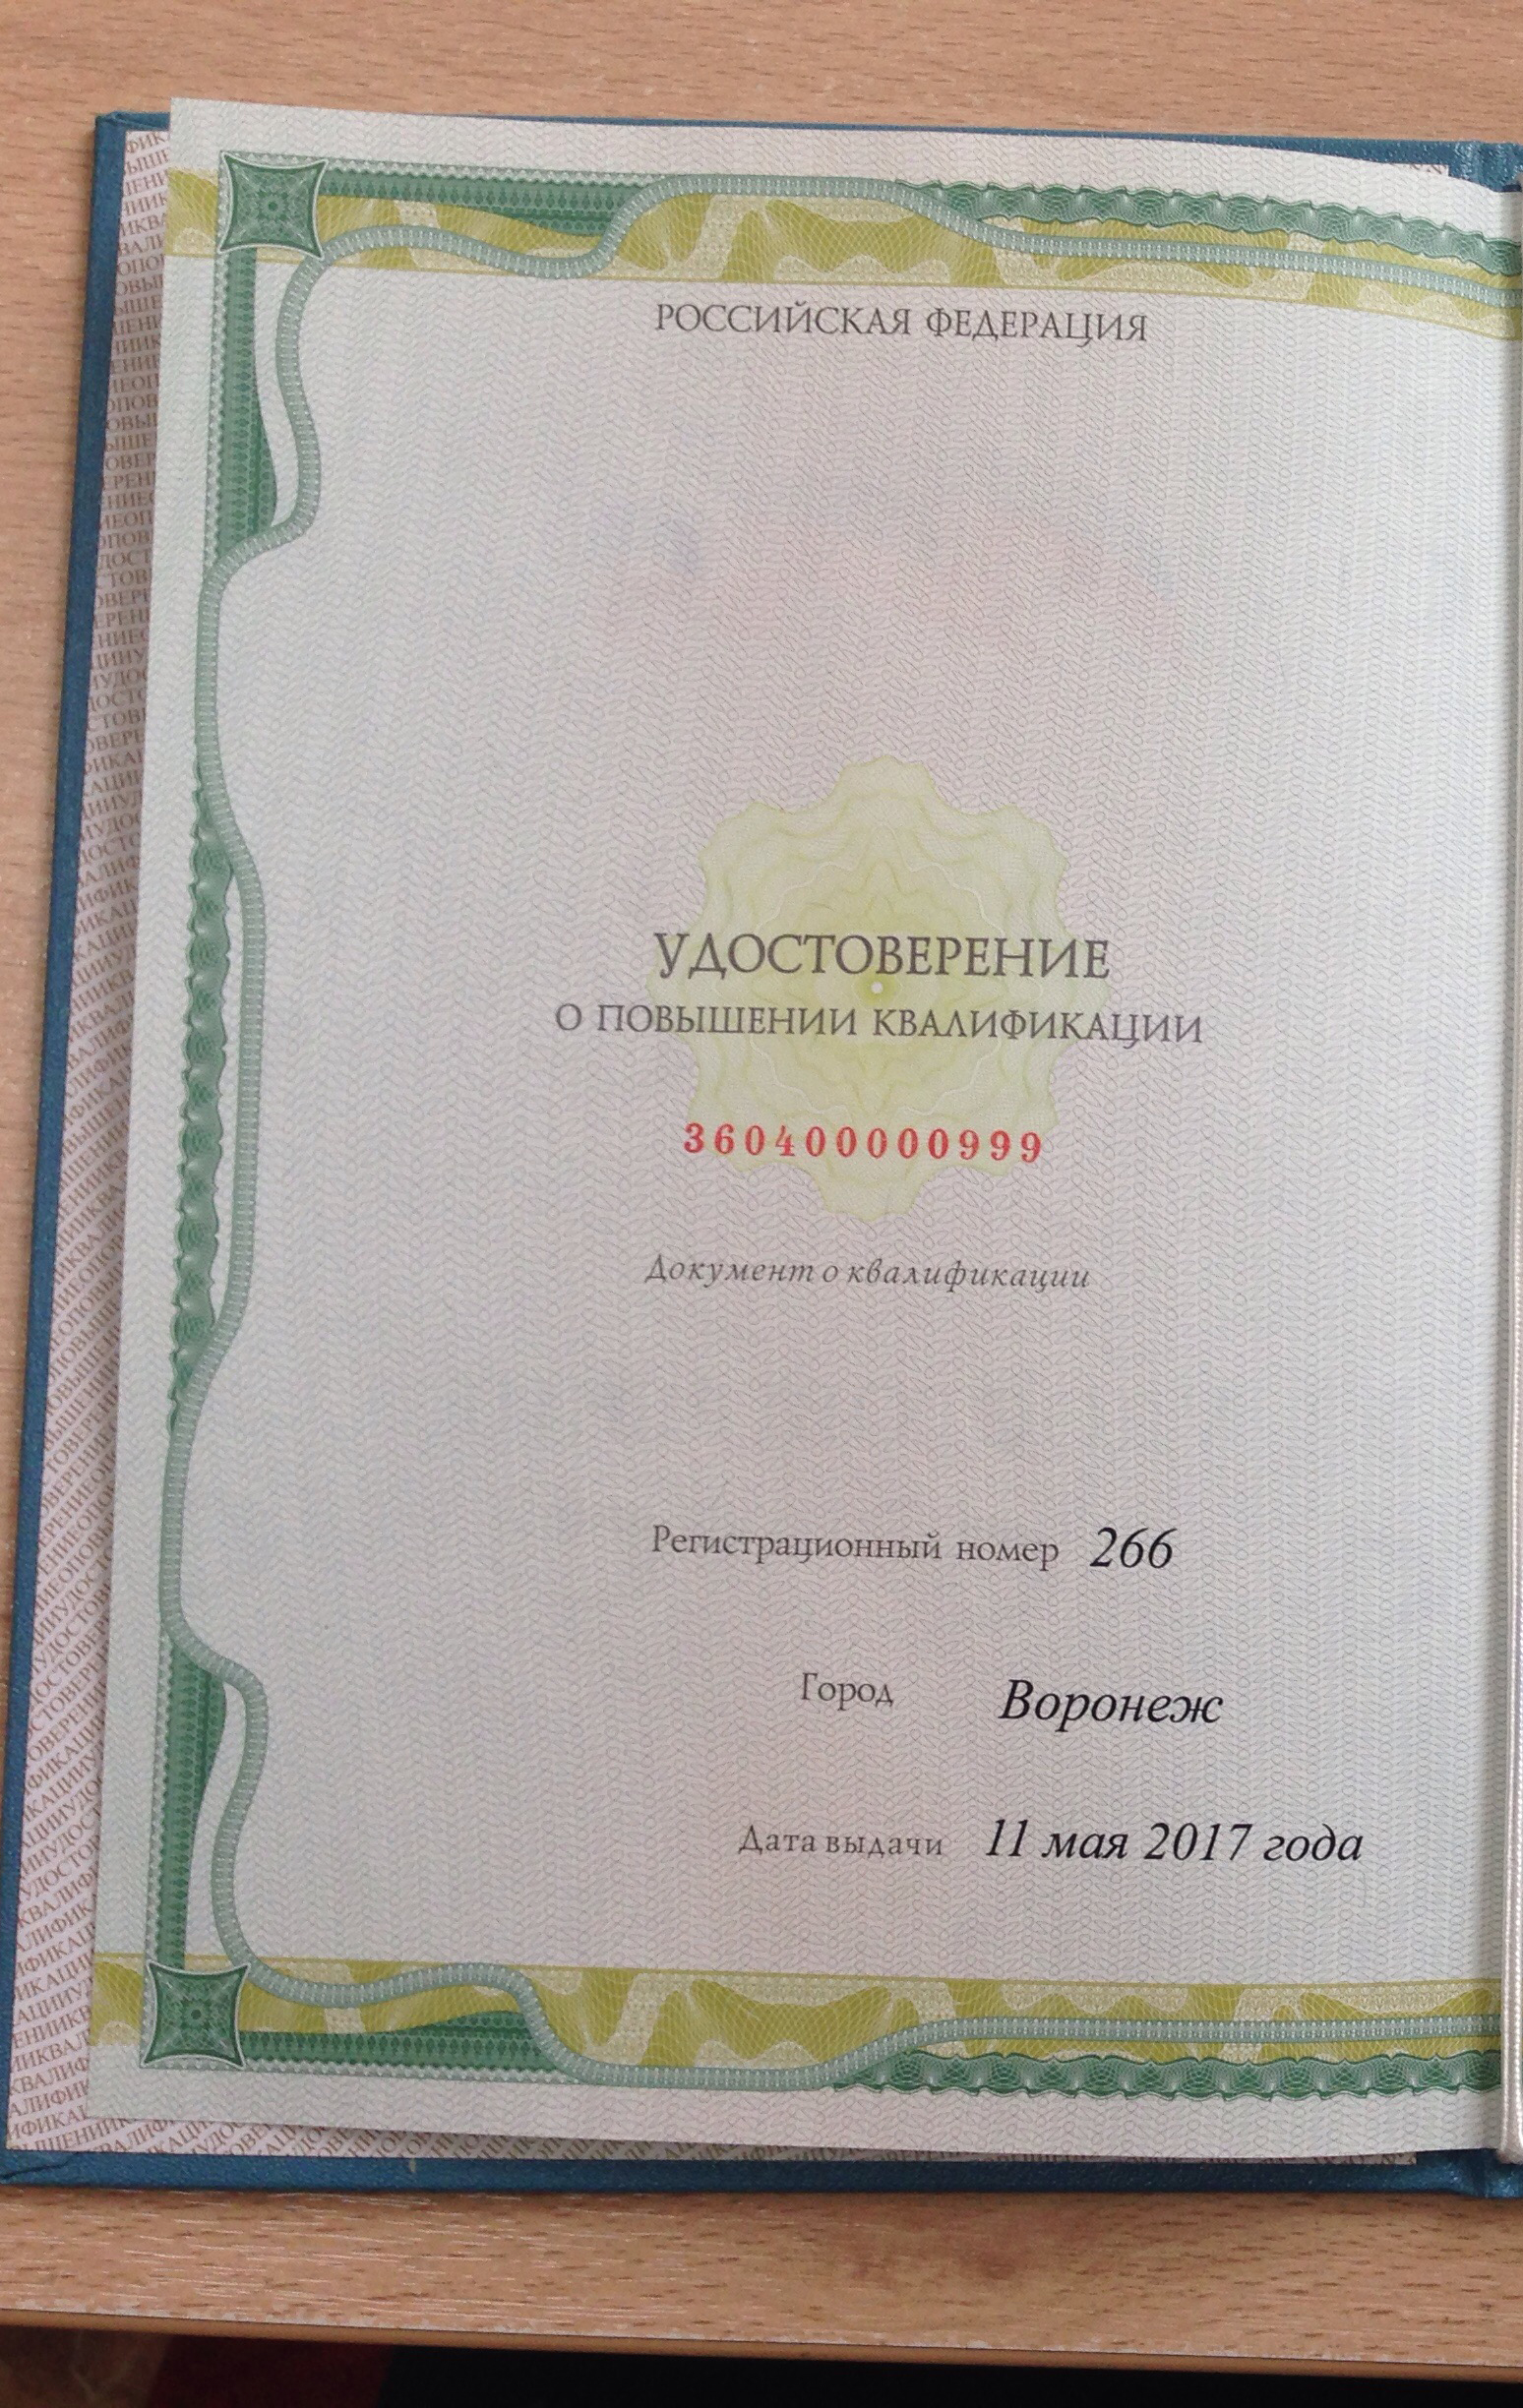 РОССИЙСКАЯ ФЕДЕРАЦИЯ
УДОСТОВЕРЕНИЕ
О ПОВЫШЕНИИ КВАЛИФИКАЦИИ
360400000999
Документ о квалификации
Регистрационный номер 266
Город Воронеж
Дата выдачи 11 мая 2017 года